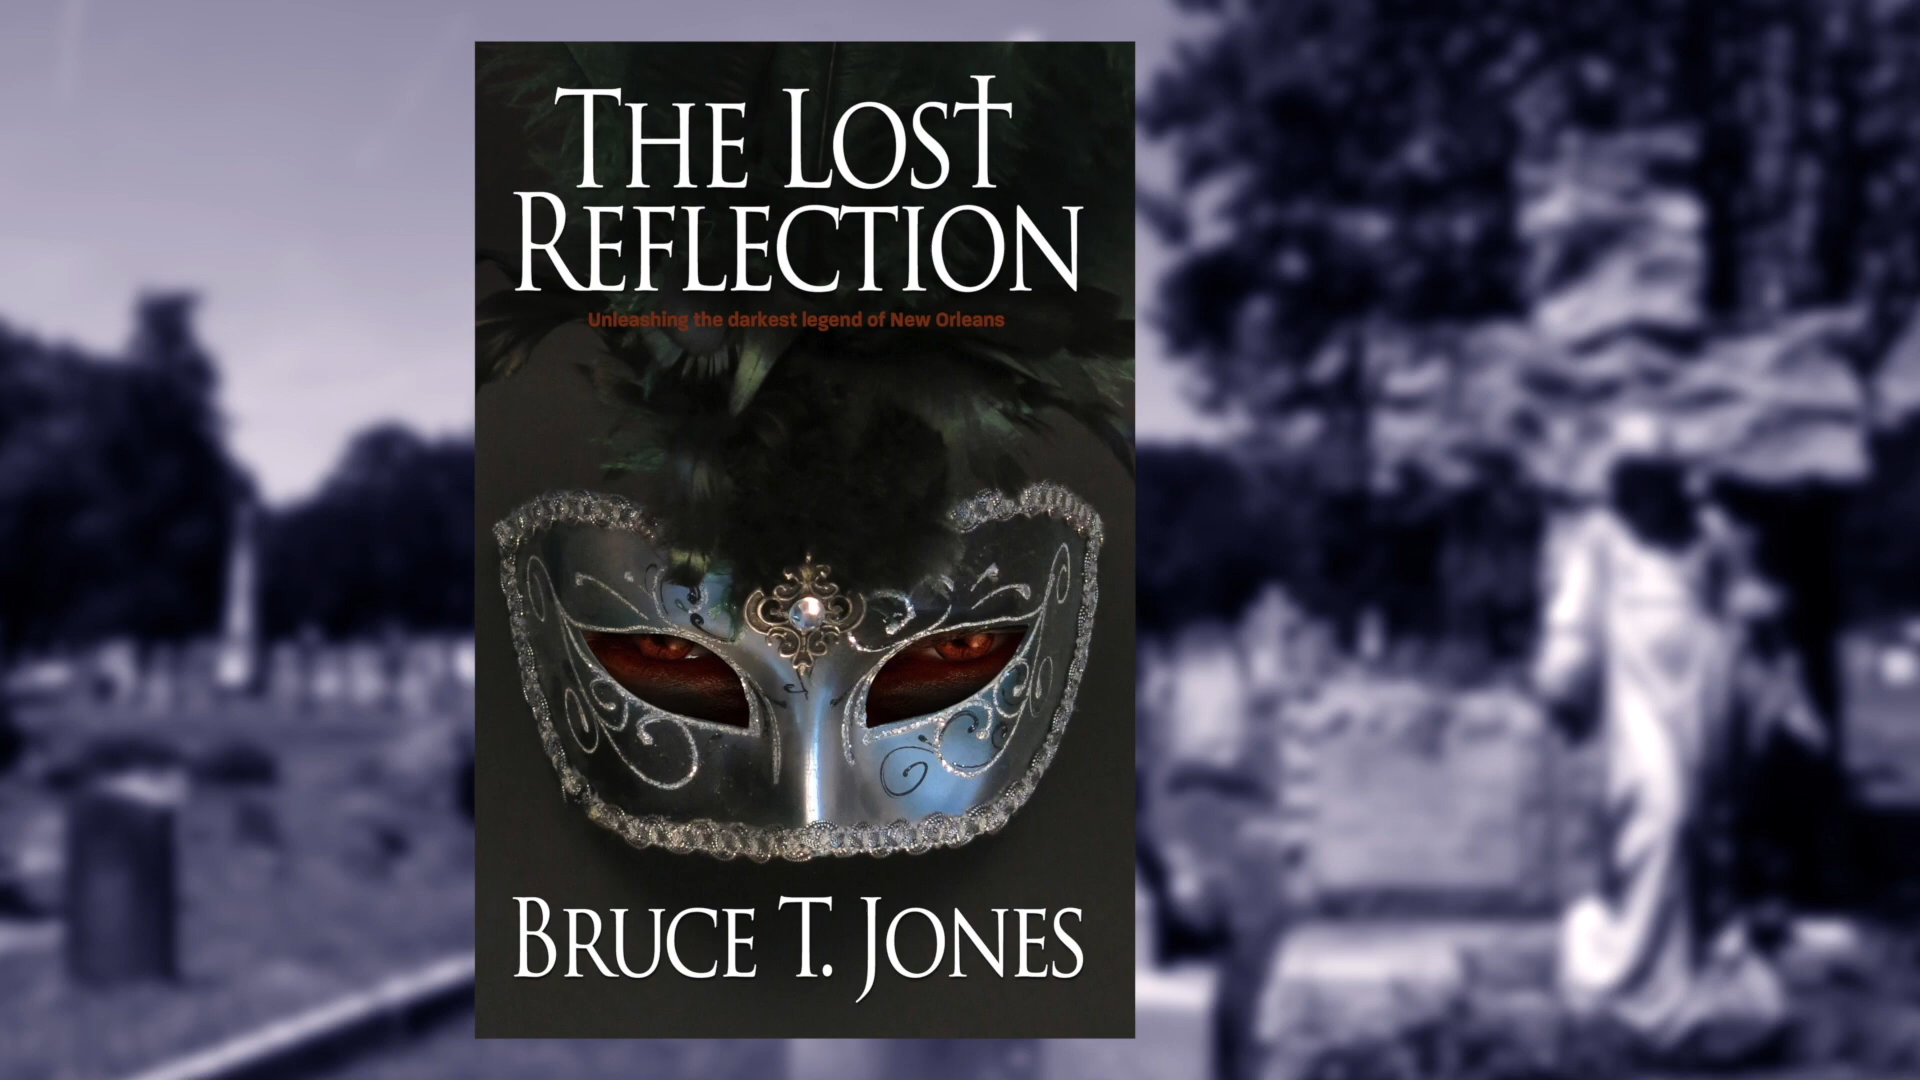 THE LOST
REFLECTION
Unleashing the darkest legend of New Orleans
BRUCE T. JONES